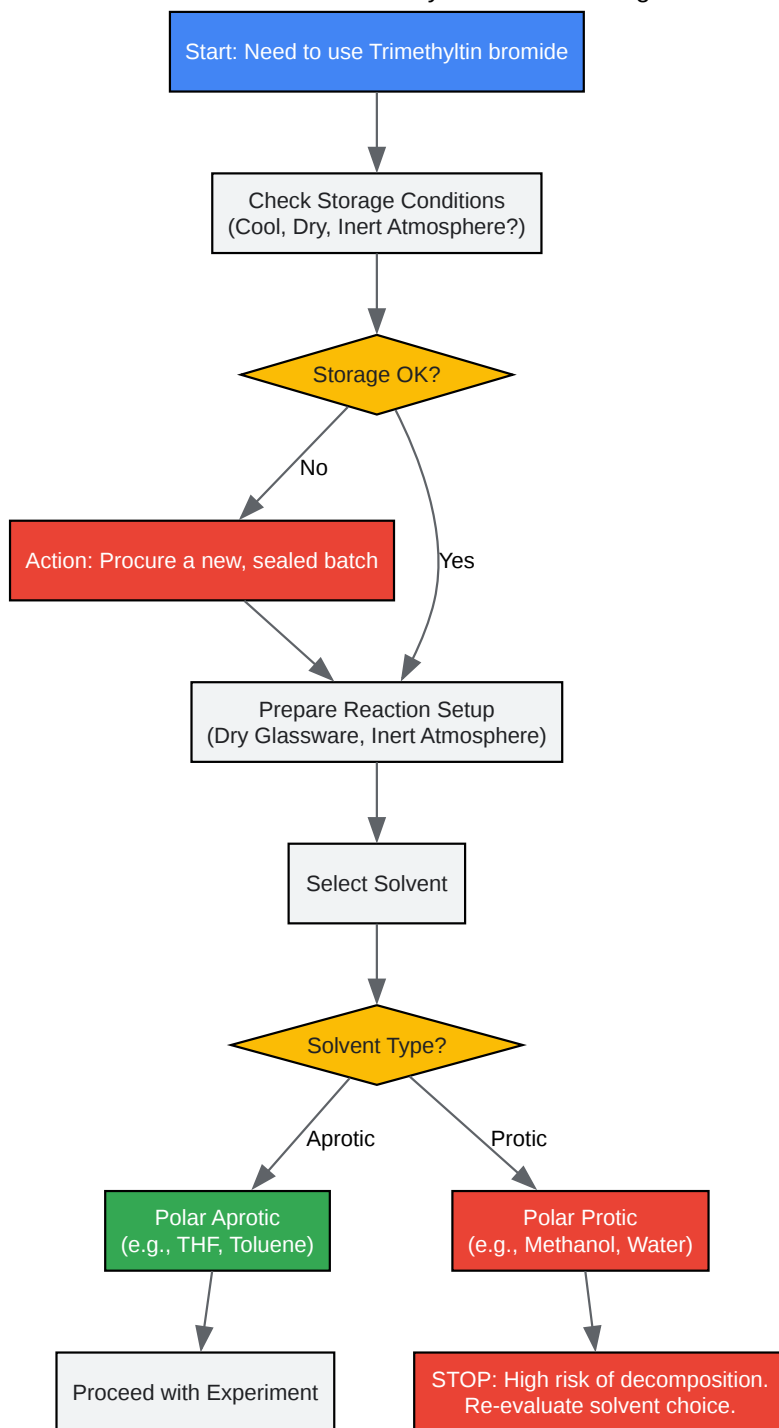 Start: Need to use Trimethyltin bromide
Check Storage Conditions
(Cool, Dry, Inert Atmosphere?)
Storage OK?
No
Yes
Action: Procure a new, sealed batch
Prepare Reaction Setup
(Dry Glassware, Inert Atmosphere)
Select Solvent
Solvent Type?
Aprotic
Protic
Polar Aprotic
(e.g., THF, Toluene)
Polar Protic
(e.g., Methanol, Water)
Proceed with Experiment
STOP: High risk of decomposition.
Re-evaluate solvent choice.